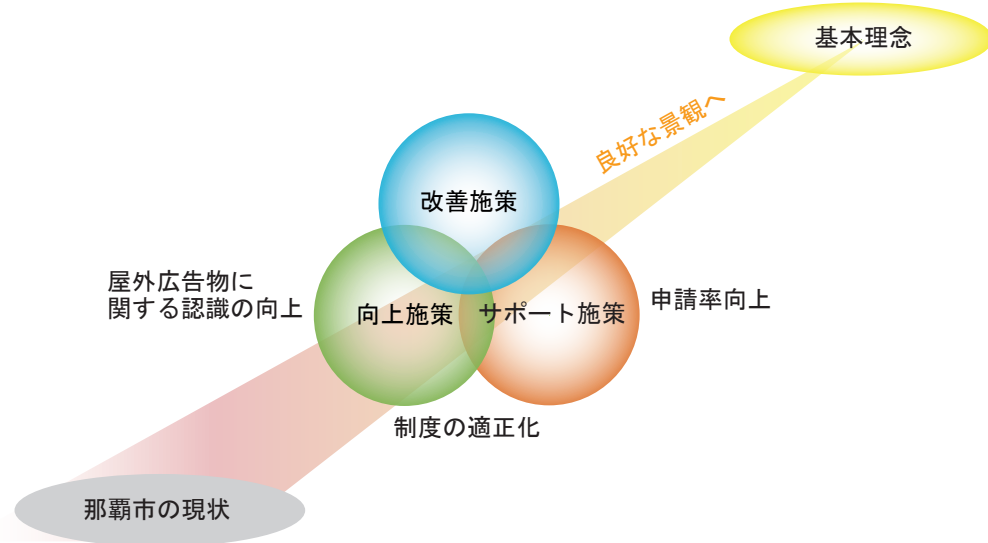 基本理念
良好な景観へ
改善施策
屋外広告物に
関する認識の向上
向上施策
サポート施策
申請率向上
制度の適正化
那覇市の現状